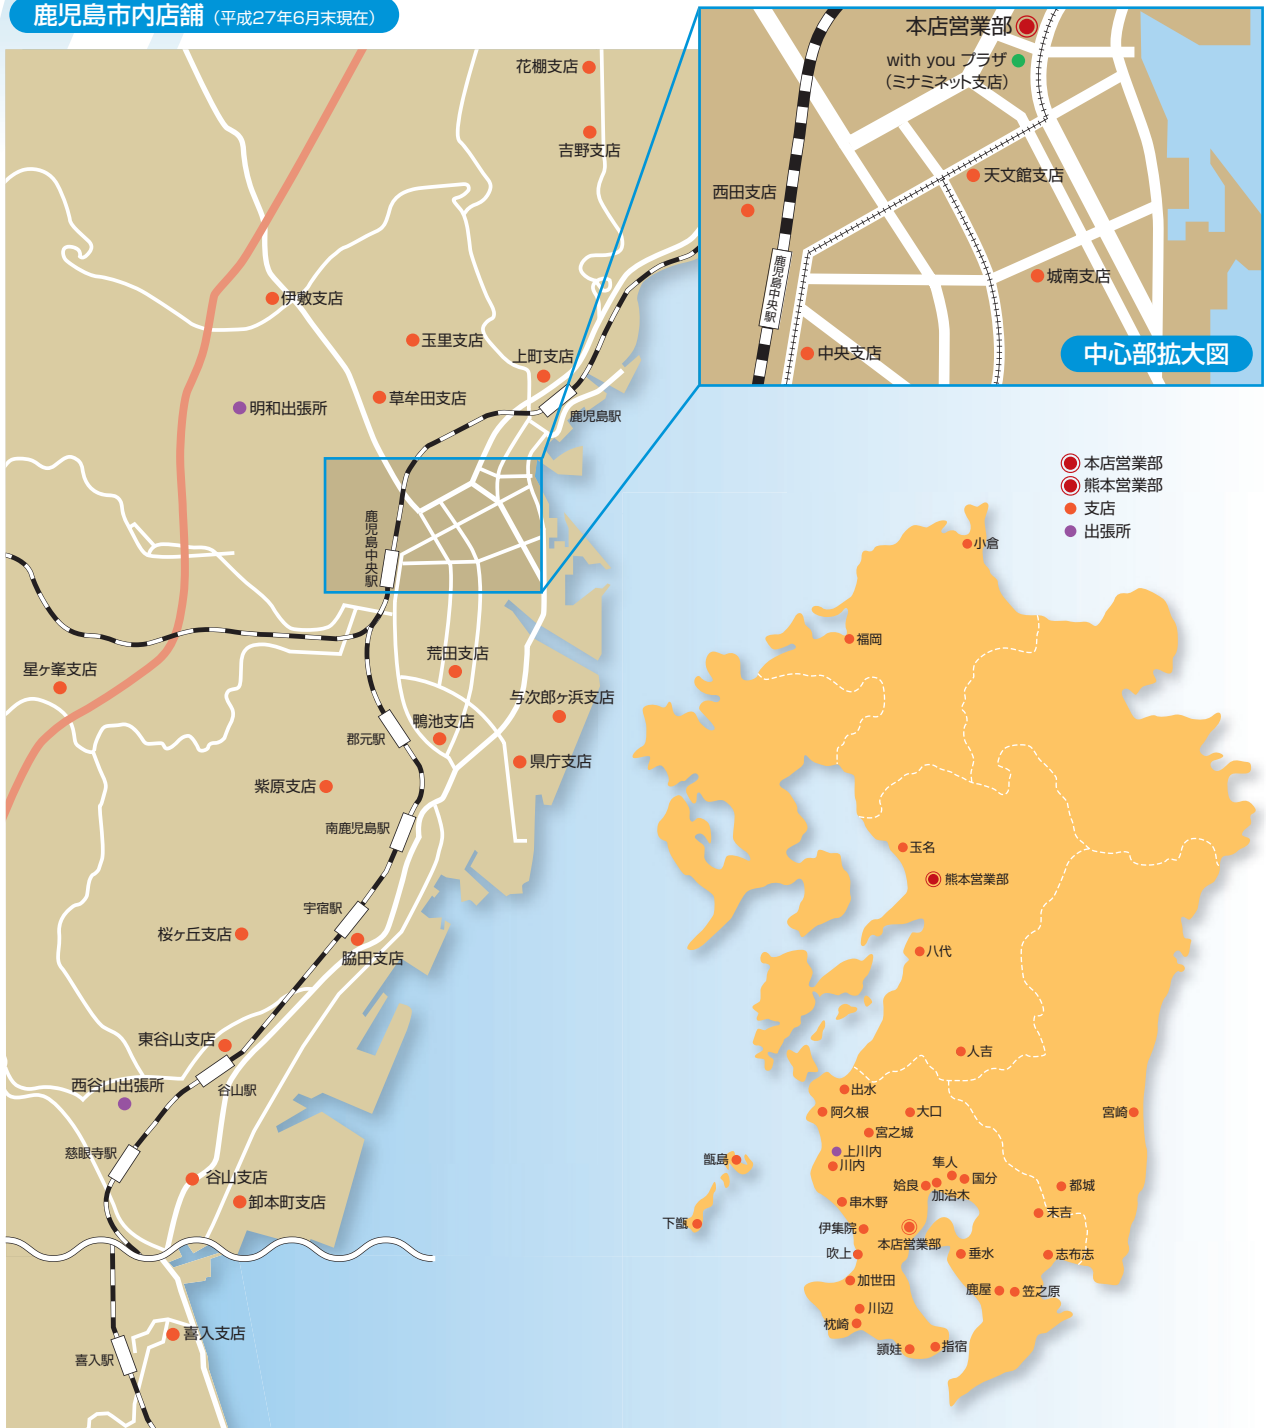 鹿児島市内店舗（平成27年6月末現在）
本店営業部
with you プラザ
（ミナミネット支店）
天文館支店
西田支店
鹿児島中央駅
城南支店
中央支店
中心部拡大図
花棚支店
吉野支店
伊敷支店
玉里支店
上町支店
明和出張所
草牟田支店
鹿児島駅
鹿児島中央駅
荒田支店
星ヶ峯支店
与次郎ヶ浜支店
鴨池支店
郡元駅
県庁支店
紫原支店
南鹿児島駅
宇宿駅
桜ヶ丘支店
脇田支店
東谷山支店
西谷山出張所
谷山駅
慈眼寺駅
谷山支店
卸本町支店
喜入支店
喜入駅
本店営業部
熊本営業部
支店
出張所
小倉
福岡
玉名
熊本営業部
八代
人吉
出水
阿久根
大口
宮崎
宮之城
上川内
川内
甑島
隼人
国分
姶良
加治木
都城
串木野
末吉
下甑
伊集院
本店営業部
吹上
垂水
志布志
加世田
鹿屋
笠之原
川辺
枕崎
頴娃
指宿